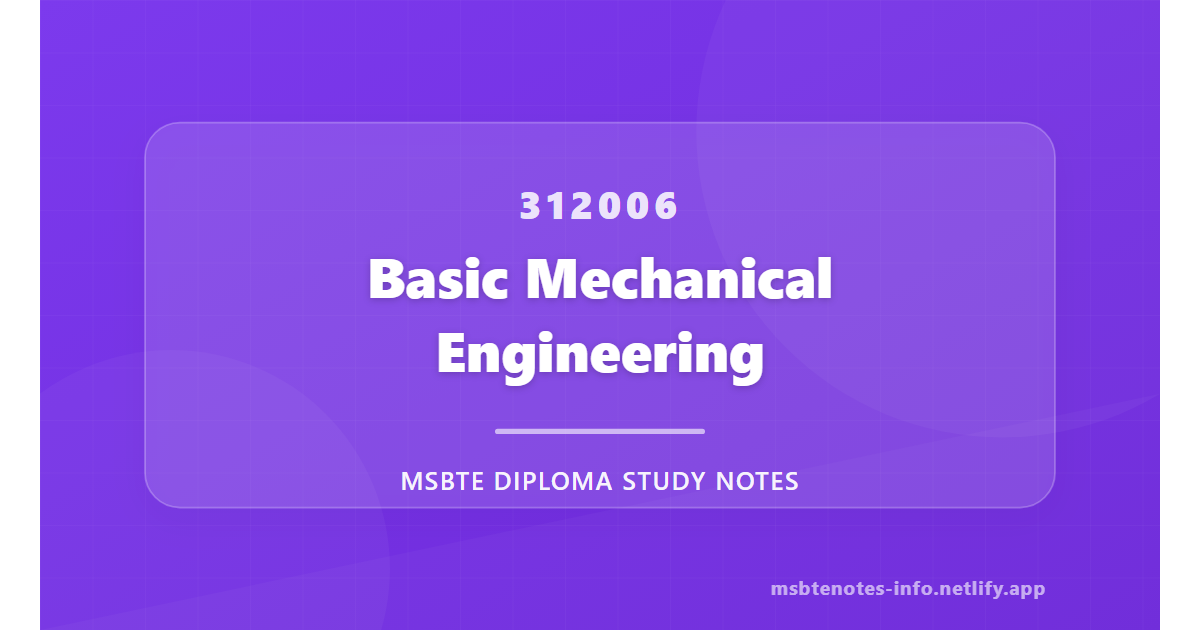 312006
Basic Mechanical
Engineering
MSBTE DIPLOMA STUDY NOTES
msbtenotes-info.netlify.app